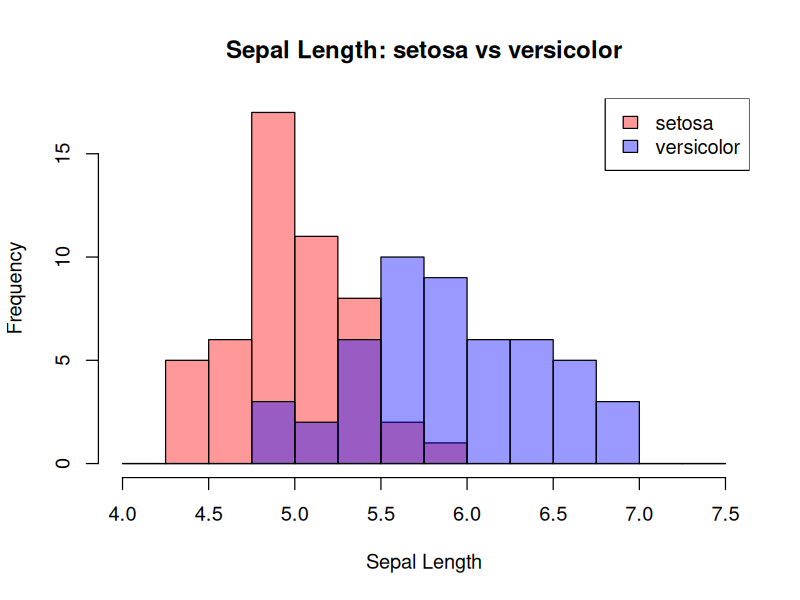 Sepal Length: setosa vs versicolor
setosa
versicolor
Frequency
15
10
5
0
4.0 4.5 5.0 5.5 6.0 6.5 7.0 7.5
Sepal Length